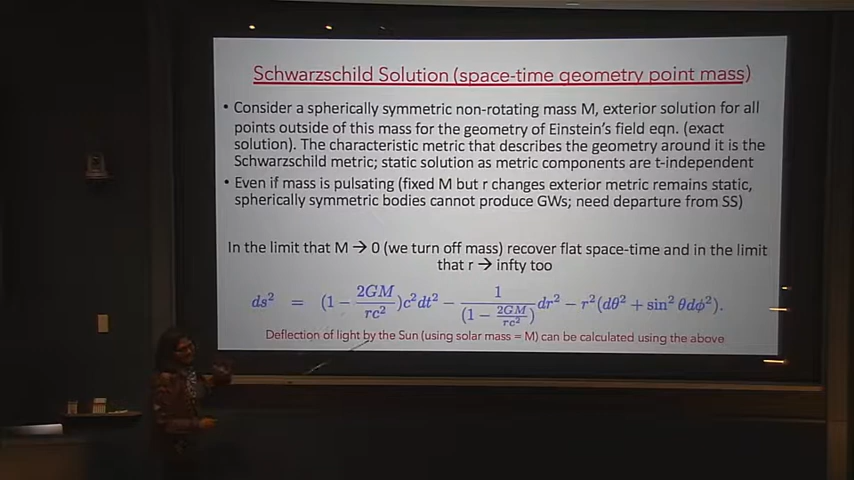 Schwarzschild Solution (space-time geometry point mass)
• Consider a spherically symmetric non-rotating mass M, exterior solution for all
points outside of this mass for the geometry of Einstein's field eqn. (exact
solution). The characteristic metric that describes the geometry around it is the
Schwarzschild metric; static solution as metric components are t-independent
• Even if mass is pulsating (fixed M but r changes exterior metric remains static,
spherically symmetric bodies cannot produce GWs; need departure from SS)
In the limit that M → 0 (we turn off mass) recover flat space-time and in the limit
that r → infty too
ds² = (1 − 2GM/rc²)c²dt² − 1/(1 − 2GM/rc²) dr² − r²(dθ² + sin² θdϕ²).
Deflection of light by the Sun (using solar mass = M) can be calculated using the above